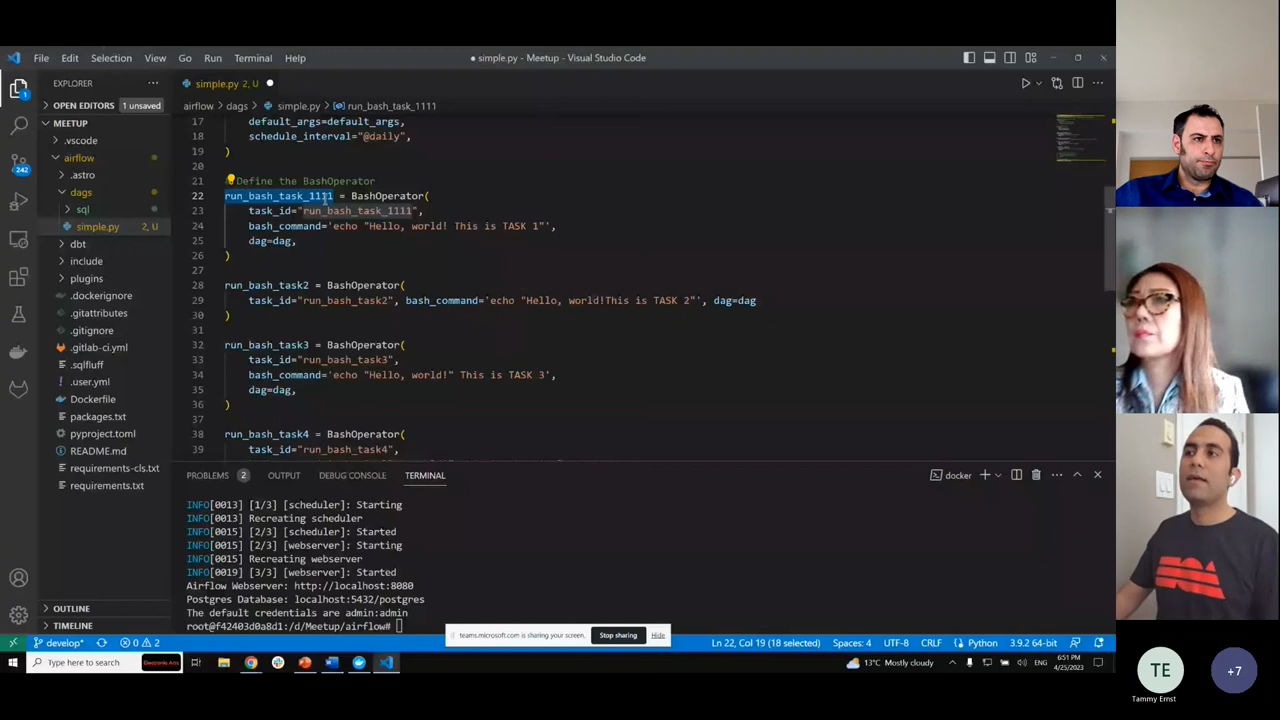 File Edit Selection View Go Run Terminal Help
● simple.py - Meetup - Visual Studio Code
EXPLORER
OPEN EDITORS 1 unsaved
MEETUP
.vscode
airflow
.astro
dags
sql
simple.py 2, U
dbt
include
plugins
.dockerignore
.gitattributes
.gitignore
.gitlab-ci.yml
.sqlfluff
.user.yml
Dockerfile
packages.txt
pyproject.toml
README.md
requirements-cls.txt
requirements.txt
OUTLINE
TIMELINE
1
242
simple.py 2, U ●
airflow > dags > simple.py > run_bash_task_1111
17 default_args=default_args,
18 schedule_interval="@daily",
19 )
20
21 Define the BashOperator
22 run_bash_task_1111 = BashOperator(
23 task_id="run_bash_task_1111",
24 bash_command='echo "Hello, world! This is TASK 1"',
25 dag=dag,
26 )
27
28 run_bash_task2 = BashOperator(
29 task_id="run_bash_task2", bash_command='echo "Hello, world!This is TASK 2"', dag=dag
30 )
31
32 run_bash_task3 = BashOperator(
33 task_id="run_bash_task3",
34 bash_command='echo "Hello, world!" This is TASK 3',
35 dag=dag,
36 )
37
38 run_bash_task4 = BashOperator(
39 task_id="run_bash_task4",
PROBLEMS 2 OUTPUT DEBUG CONSOLE TERMINAL
docker
INFO[0013] [1/3] [scheduler]: Starting
INFO[0013] Recreating scheduler
INFO[0015] [2/3] [scheduler]: Started
INFO[0015] [2/3] [webserver]: Starting
INFO[0015] Recreating webserver
INFO[0019] [3/3] [webserver]: Started
Airflow Webserver: http://localhost:8080
Postgres Database: localhost:5432/postgres
The default credentials are admin:admin
root@f42403d0a8d1:/d/Meetup/airflow#
teams.microsoft.com is sharing your screen. Stop sharing Hide
develop* 0 2
Ln 22, Col 19 (18 selected) Spaces: 4 UTF-8 CRLF Python 3.9.2 64-bit
Type here to search
Electronic Arts
13°C Mostly cloudy ENG 6:51 PM
4/25/2023
TE
Tammy Ernst
+7